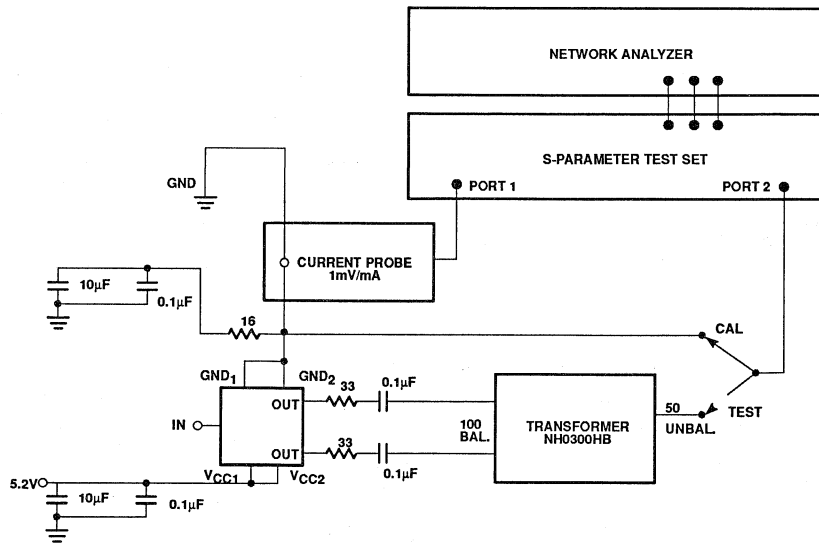 NETWORK ANALYZER
S-PARAMETER TEST SET
PORT 1
PORT 2
GND
CURRENT PROBE
1mV/mA
10μF
0.1μF
16
CAL
GND1
GND2
33
0.1μF
OUT
IN
OUT
33
0.1μF
100
BAL.
TRANSFORMER
NH0300HB
50
UNBAL.
TEST
VCC1
VCC2
5.2V
10μF
0.1μF